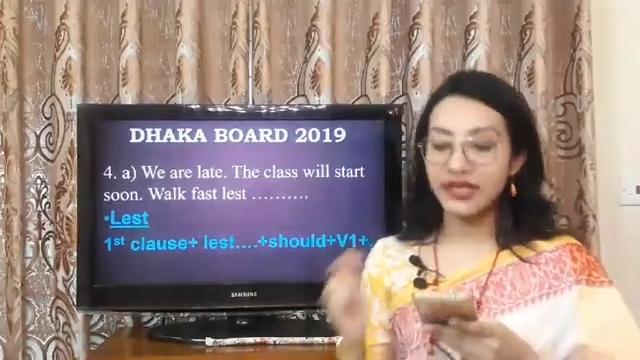 DHAKA BOARD 2019
4. a) We are late. The class will start
soon. Walk fast lest ……….
•Lest
1st clause+ lest….+should+V1+..
SAMSUNG